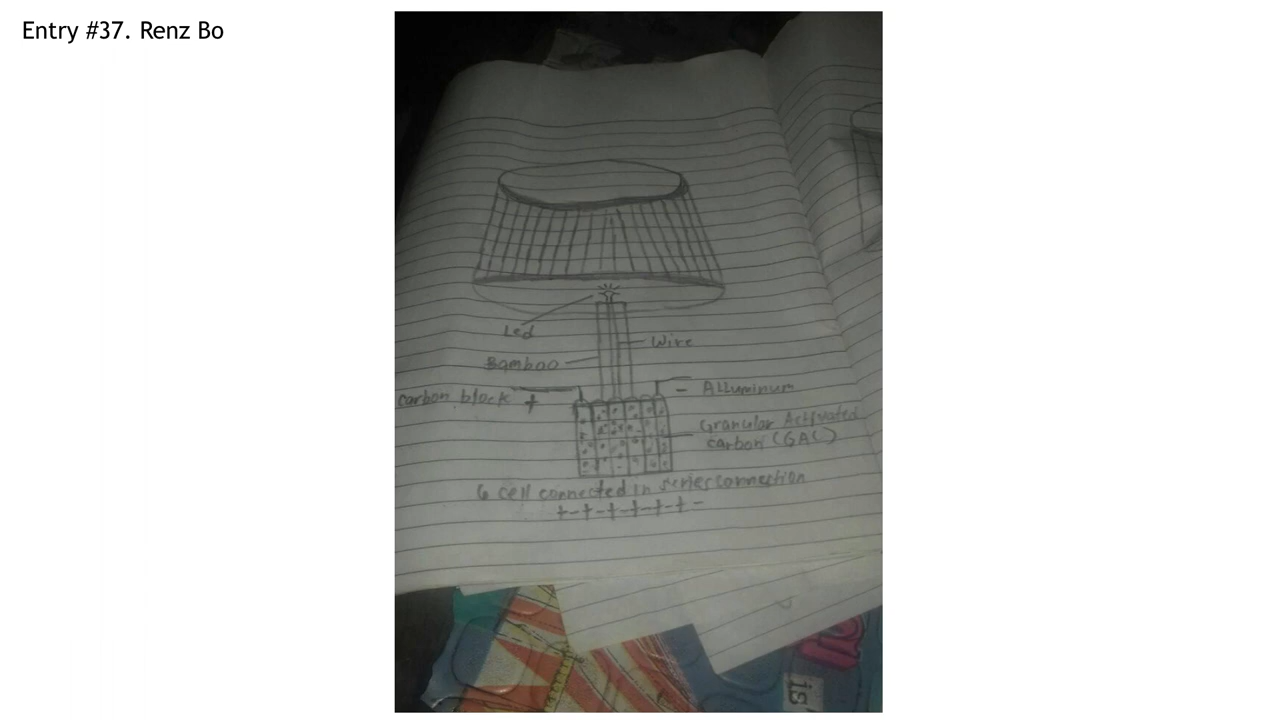 Entry #37. Renz Bo
Led
Wire
Bamboo
carbon block +
- Alluminum
Granular Activated
carbon (GAC)
6 cell connected in series connection
+-+-+-+-+-+-
is